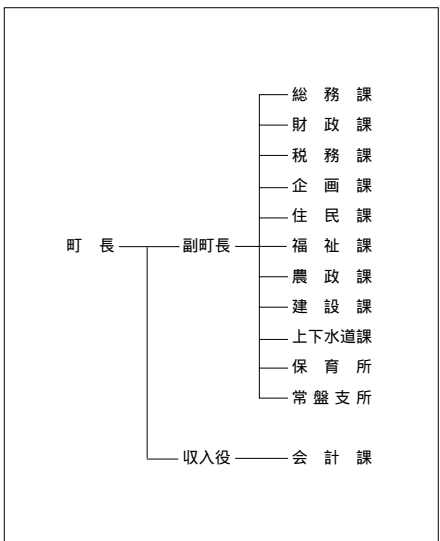 総務課
財政課
税務課
企画課
住民課
町長 副町長 福祉課
農政課
建設課
上下水道課
保育所
常盤支所
収入役 会計課